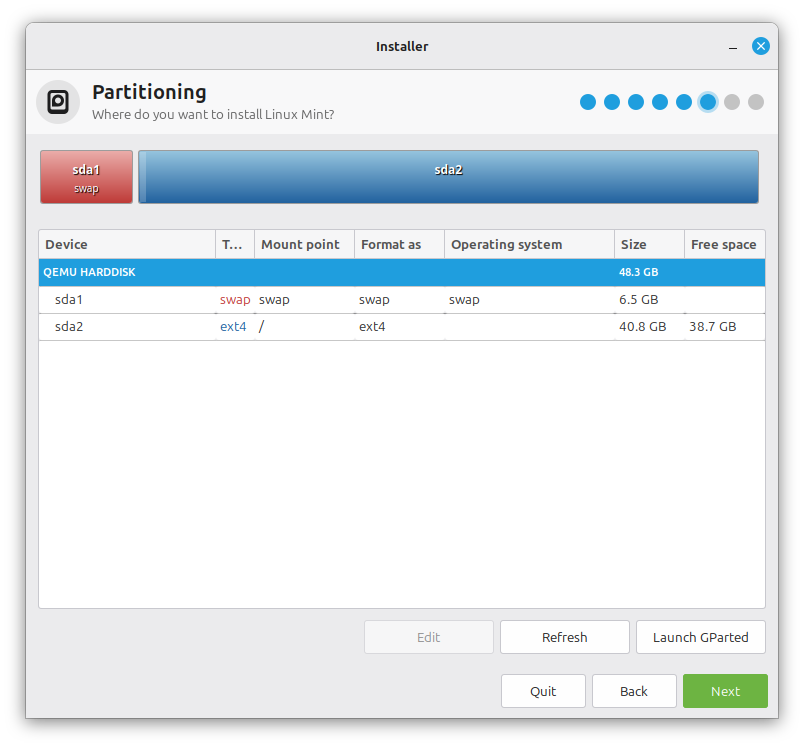 Installer
Partitioning
Where do you want to install Linux Mint?
sda1
swap
sda2
Device T... Mount point Format as Operating system Size Free space
QEMU HARDDISK 48.3 GB
sda1 swap swap swap swap 6.5 GB
sda2 ext4 / ext4 40.8 GB 38.7 GB
Edit Refresh Launch GParted
Quit Back Next